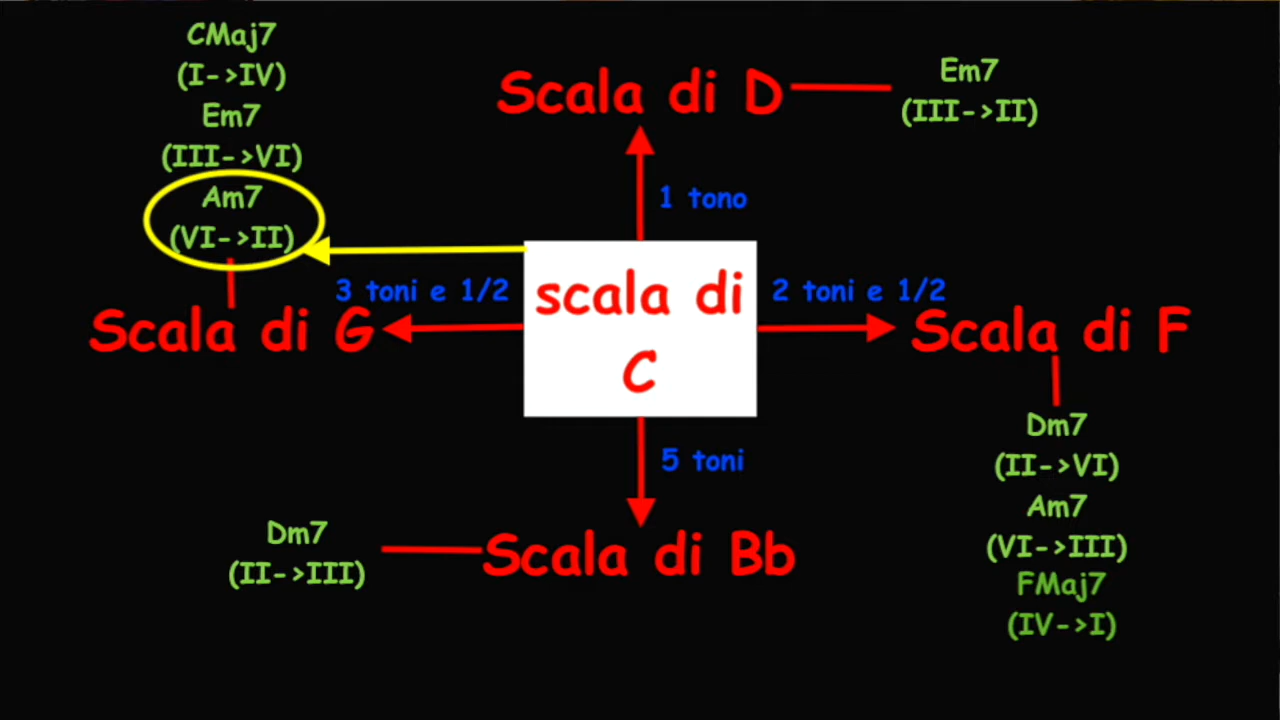 CMaj7
(I->IV)
Em7
(III->VI)
Am7
(VI->II)
Scala di G
Scala di D
Em7
(III->II)
1 tono
3 toni e 1/2
scala di
C
2 toni e 1/2
Scala di F
Dm7
(II->VI)
Am7
(VI->III)
FMaj7
(IV->I)
5 toni
Scala di Bb
Dm7
(II->III)